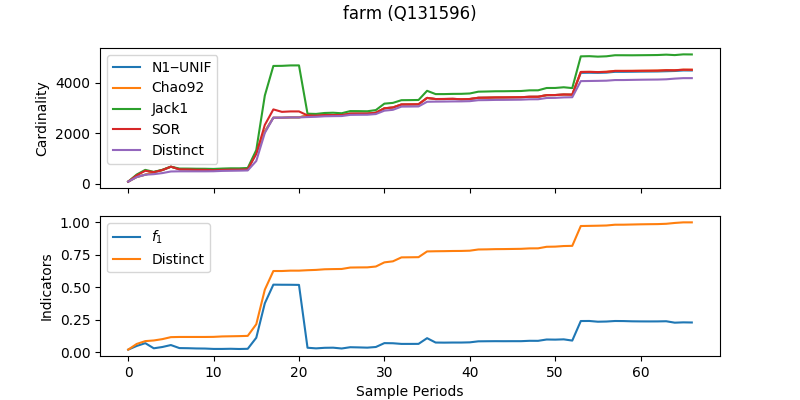 farm (Q131596)
Cardinality
4000
2000
0
N1−UNIF
Chao92
Jack1
SOR
Distinct
Indicators
1.00
0.75
0.50
0.25
0.00
f1
Distinct
0 10 20 30 40 50 60
Sample Periods